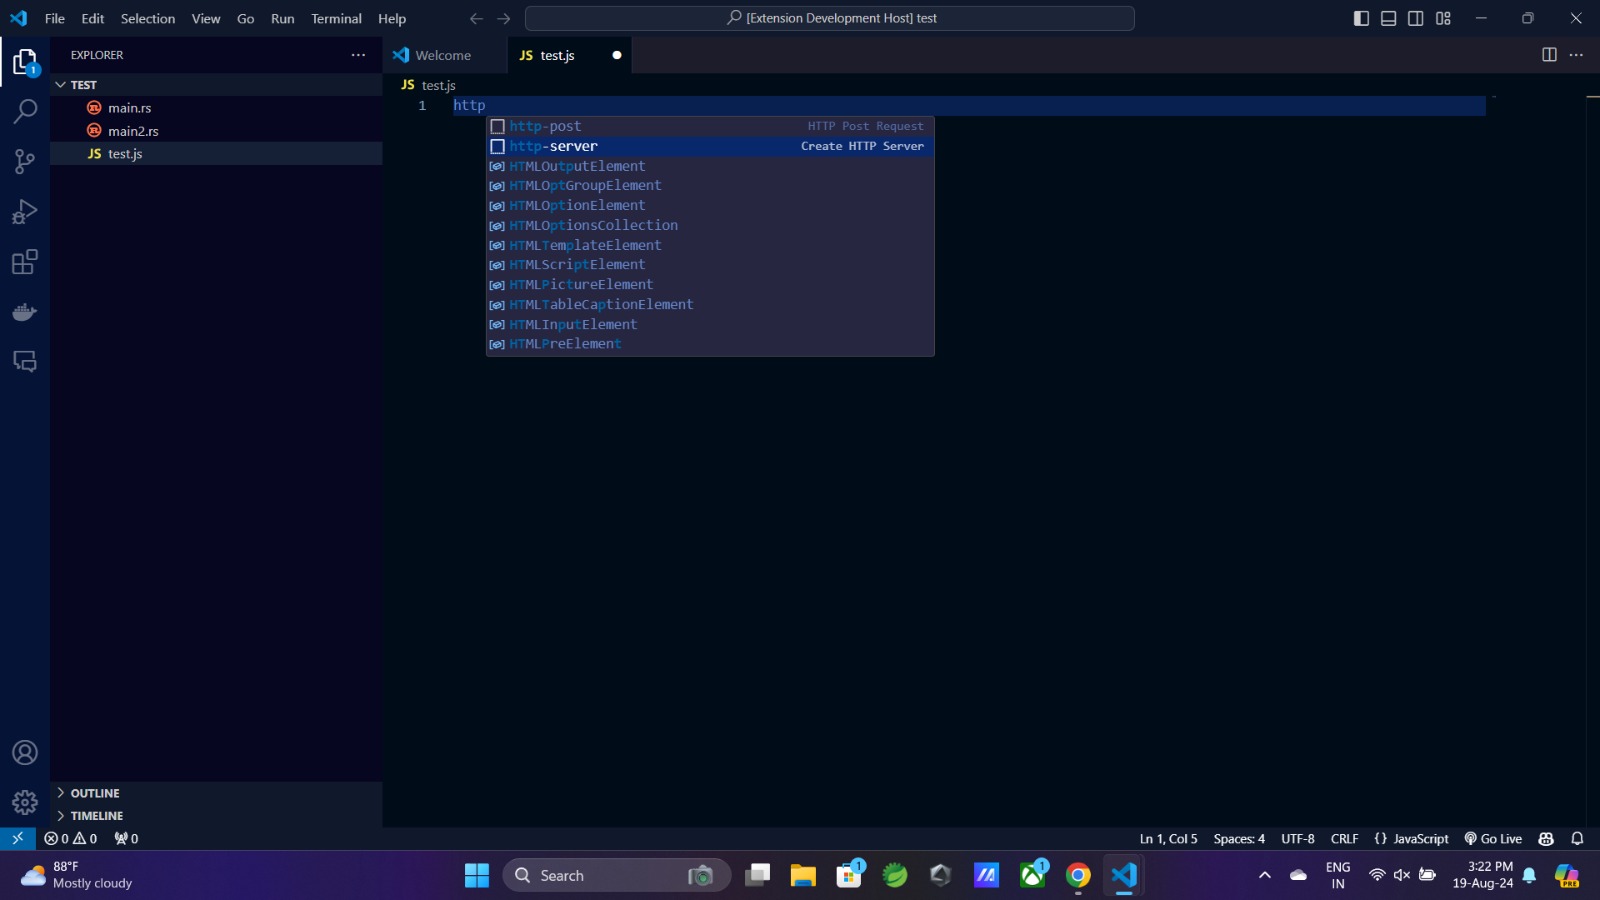 File Edit Selection View Go Run Terminal Help
[Extension Development Host] test
EXPLORER
TEST
main.rs
main2.rs
JS test.js
OUTLINE
TIMELINE
Welcome
JS test.js
JS test.js
1 http
http-post HTTP Post Request
http-server Create HTTP Server
HTMLOutputElement
HTMLOptGroupElement
HTMLOptionElement
HTMLOptionsCollection
HTMLTemplateElement
HTMLScriptElement
HTMLPictureElement
HTMLTableCaptionElement
HTMLInputElement
HTMLPreElement
1
0 0 0
Ln 1, Col 5 Spaces: 4 UTF-8 CRLF {} JavaScript Go Live
88°F
Mostly cloudy
Search
1
1
ENG
IN
3:22 PM
19-Aug-24
PRE